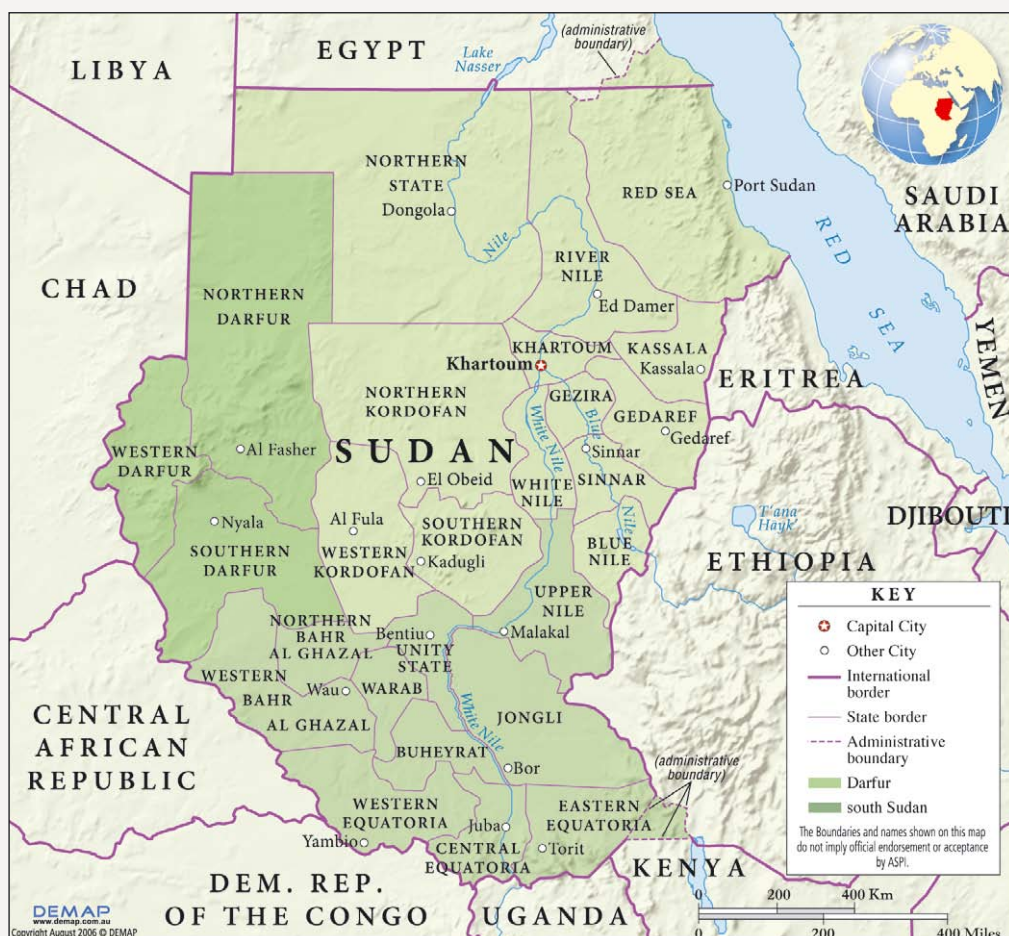 LIBYA
EGYPT
Lake
Nasser
(administrative
boundary)
SAUDI
ARABIA
RED SEA
YEMEN
CHAD
NORTHERN
STATE
Dongola
Nile
RED SEA
Port Sudan
RIVER
NILE
Ed Damer
NORTHERN
DARFUR
KHARTOUM
Khartoum
KASSALA
Kassala
ERITREA
NORTHERN
KORDOFAN
GEZIRA
GEDAREF
Gedaref
White Nile
Blue
Nile
SUDAN
WESTERN
DARFUR
Al Fasher
El Obeid
Sinnar
WHITE
NILE
SINNAR
T'ana
Hayk'
DJIBOUTI
Nyala
SOUTHERN
DARFUR
Al Fula
WESTERN
KORDOFAN
SOUTHERN
KORDOFAN
Kadugli
BLUE
NILE
ETHIOPIA
UPPER
NILE
Malakal
NORTHERN
BAHR
AL GHAZAL
Bentiu
UNITY
STATE
WESTERN
BAHR
AL GHAZAL
Wau
WARAB
White Nile
JONGLI
BUHEYRAT
Bor
CENTRAL
AFRICAN
REPUBLIC
(administrative
boundary)
WESTERN
EQUATORIA
Yambio
Juba
CENTRAL
EQUATORIA
EASTERN
EQUATORIA
Torit
KENYA
DEM. REP.
OF THE CONGO
UGANDA
KEY
Capital City
Other City
International
border
State border
Administrative
boundary
Darfur
south Sudan
The Boundaries and names shown on this map
do not imply official endorsement or acceptance
by ASPI.
0 200 400 Km
0 200 400 Miles
DEMAP
www.demap.com.au
Copyright August 2006 © DEMAP